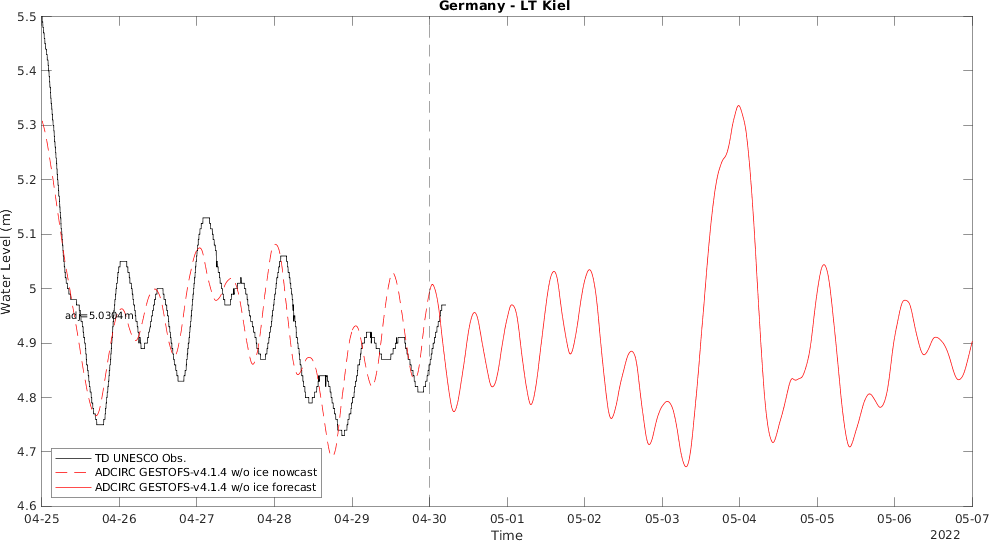 Germany - LT Kiel
5.5
5.4
5.3
5.2
5.1
5
4.9
4.8
4.7
4.6
Water Level (m)
adj=5.0304m
TD UNESCO Obs.
ADCIRC GESTOFS-v4.1.4 w/o ice nowcast
ADCIRC GESTOFS-v4.1.4 w/o ice forecast
04-25 04-26 04-27 04-28 04-29 04-30 05-01 05-02 05-03 05-04 05-05 05-06 05-07
Time
2022